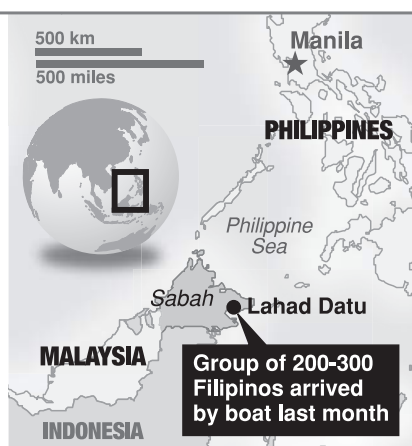 500 km
500 miles
Manila
PHILIPPINES
Philippine
Sea
Sabah
Lahad Datu
MALAYSIA
Group of 200-300
Filipinos arrived
by boat last month
INDONESIA